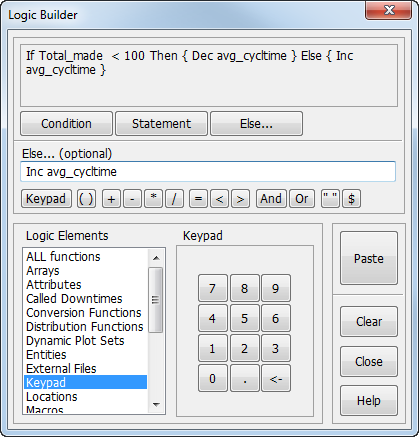 Logic Builder
If Total_made < 100 Then { Dec avg_cycltime } Else { Inc
avg_cycltime }
Condition Statement Else...
Else... (optional)
Inc avg_cycltime
Keypad ( ) + - * / = < > And Or " " $
Logic Elements
ALL functions
Arrays
Attributes
Called Downtimes
Conversion Functions
Distribution Functions
Dynamic Plot Sets
Entities
External Files
Keypad
Locations
Macros
Keypad
7 8 9
4 5 6
1 2 3
0 . <-
Paste
Clear
Close
Help